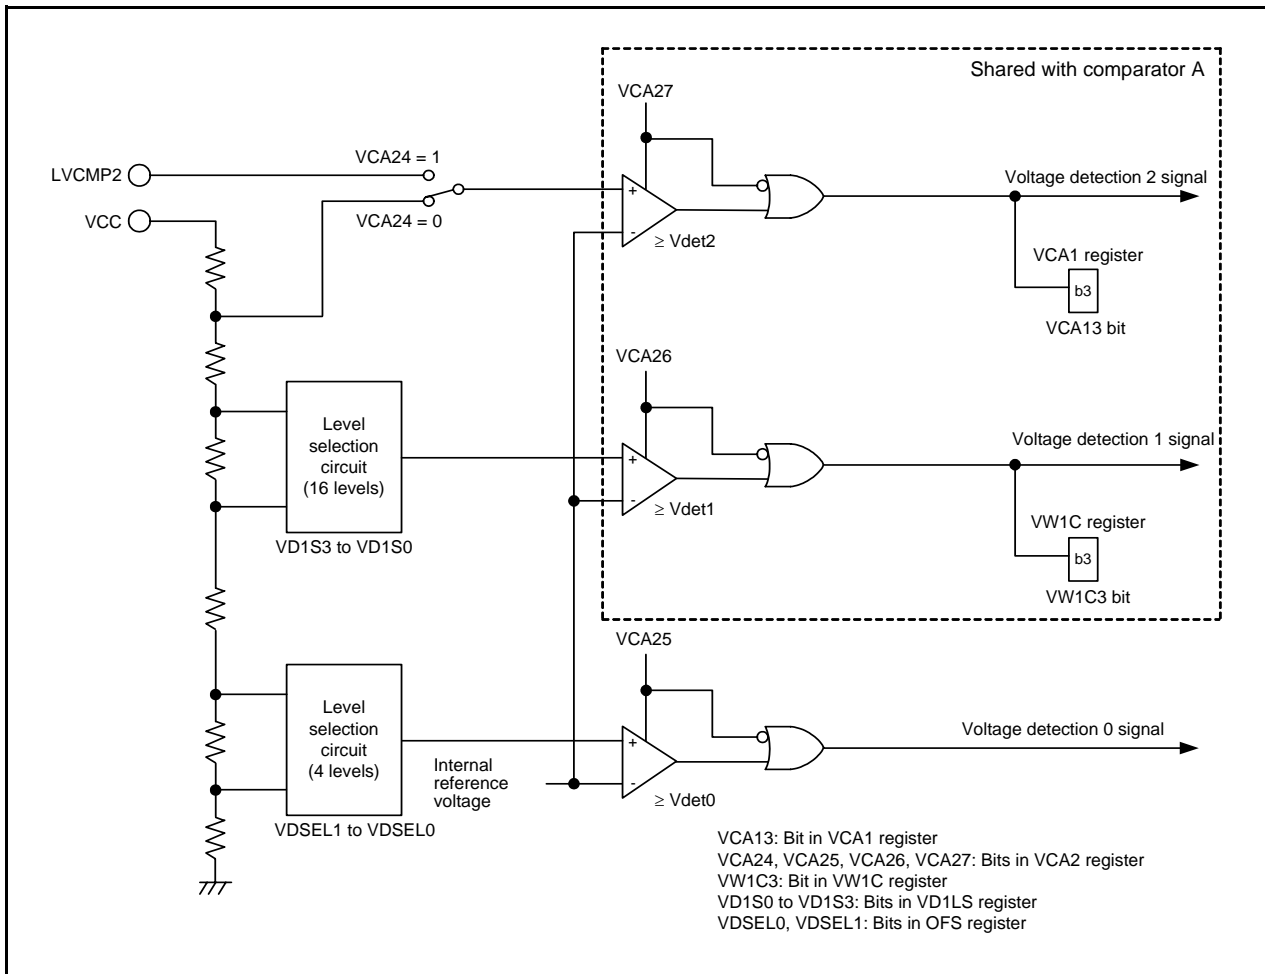 Shared with comparator A
VCA27
VCA24 = 1
LVCMP2
VCC
VCA24 = 0
+
-
≥ Vdet2
Voltage detection 2 signal
VCA1 register
b3
VCA13 bit
VCA26
Level
selection
circuit
(16 levels)
VD1S3 to VD1S0
+
-
≥ Vdet1
Voltage detection 1 signal
VW1C register
b3
VW1C3 bit
VCA25
Level
selection
circuit
(4 levels)
VDSEL1 to VDSEL0
Internal
reference
voltage
+
-
≥ Vdet0
Voltage detection 0 signal
VCA13: Bit in VCA1 register
VCA24, VCA25, VCA26, VCA27: Bits in VCA2 register
VW1C3: Bit in VW1C register
VD1S0 to VD1S3: Bits in VD1LS register
VDSEL0, VDSEL1: Bits in OFS register